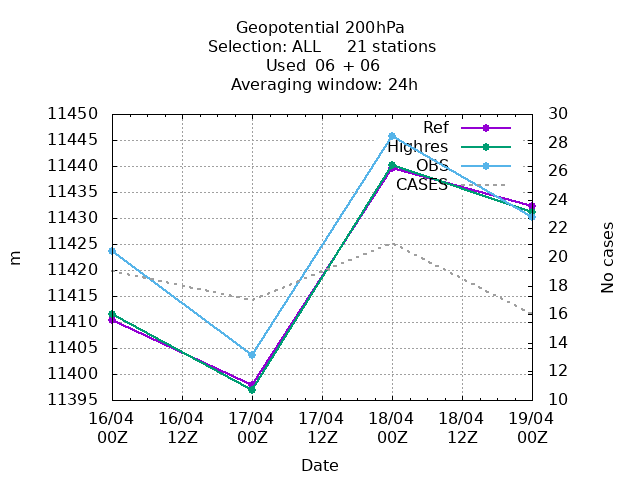 Geopotential 200hPa
Selection: ALL 21 stations
Used 06 + 06
Averaging window: 24h
11450
11445
11440
11435
11430
11425
11420
11415
11410
11405
11400
11395
m
30
28
26
24
22
20
18
16
14
12
10
No cases
Ref
Highres
OBS
CASES
16/04 16/04 17/04 17/04 18/04 18/04 19/04
00Z 12Z 00Z 12Z 00Z 12Z 00Z
Date